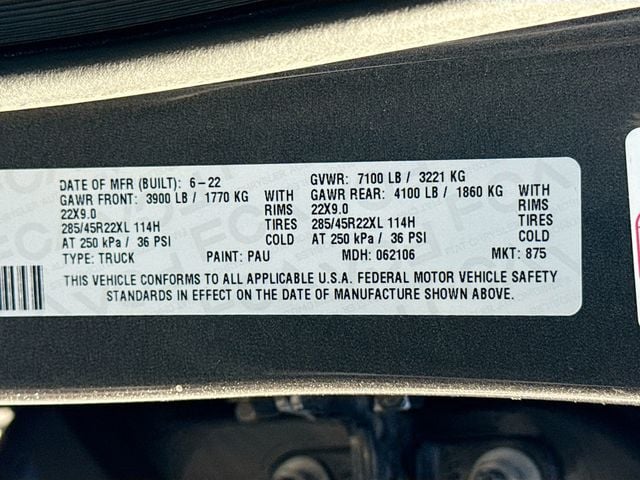 DATE OF MFR (BUILT): 6-22 GVWR: 7100 LB / 3221 KG
GAWR FRONT: 3900 LB / 1770 KG WITH GAWR REAR: 4100 LB / 1860 KG WITH
22X9.0 RIMS 22X9.0 RIMS
285/45R22XL 114H TIRES 285/45R22XL 114H TIRES
AT 250 kPa / 36 PSI COLD AT 250 kPa / 36 PSI COLD
TYPE: TRUCK PAINT: PAU MDH: 062106 MKT: 875
THIS VEHICLE CONFORMS TO ALL APPLICABLE U.S.A. FEDERAL MOTOR VEHICLE SAFETY
STANDARDS IN EFFECT ON THE DATE OF MANUFACTURE SHOWN ABOVE.